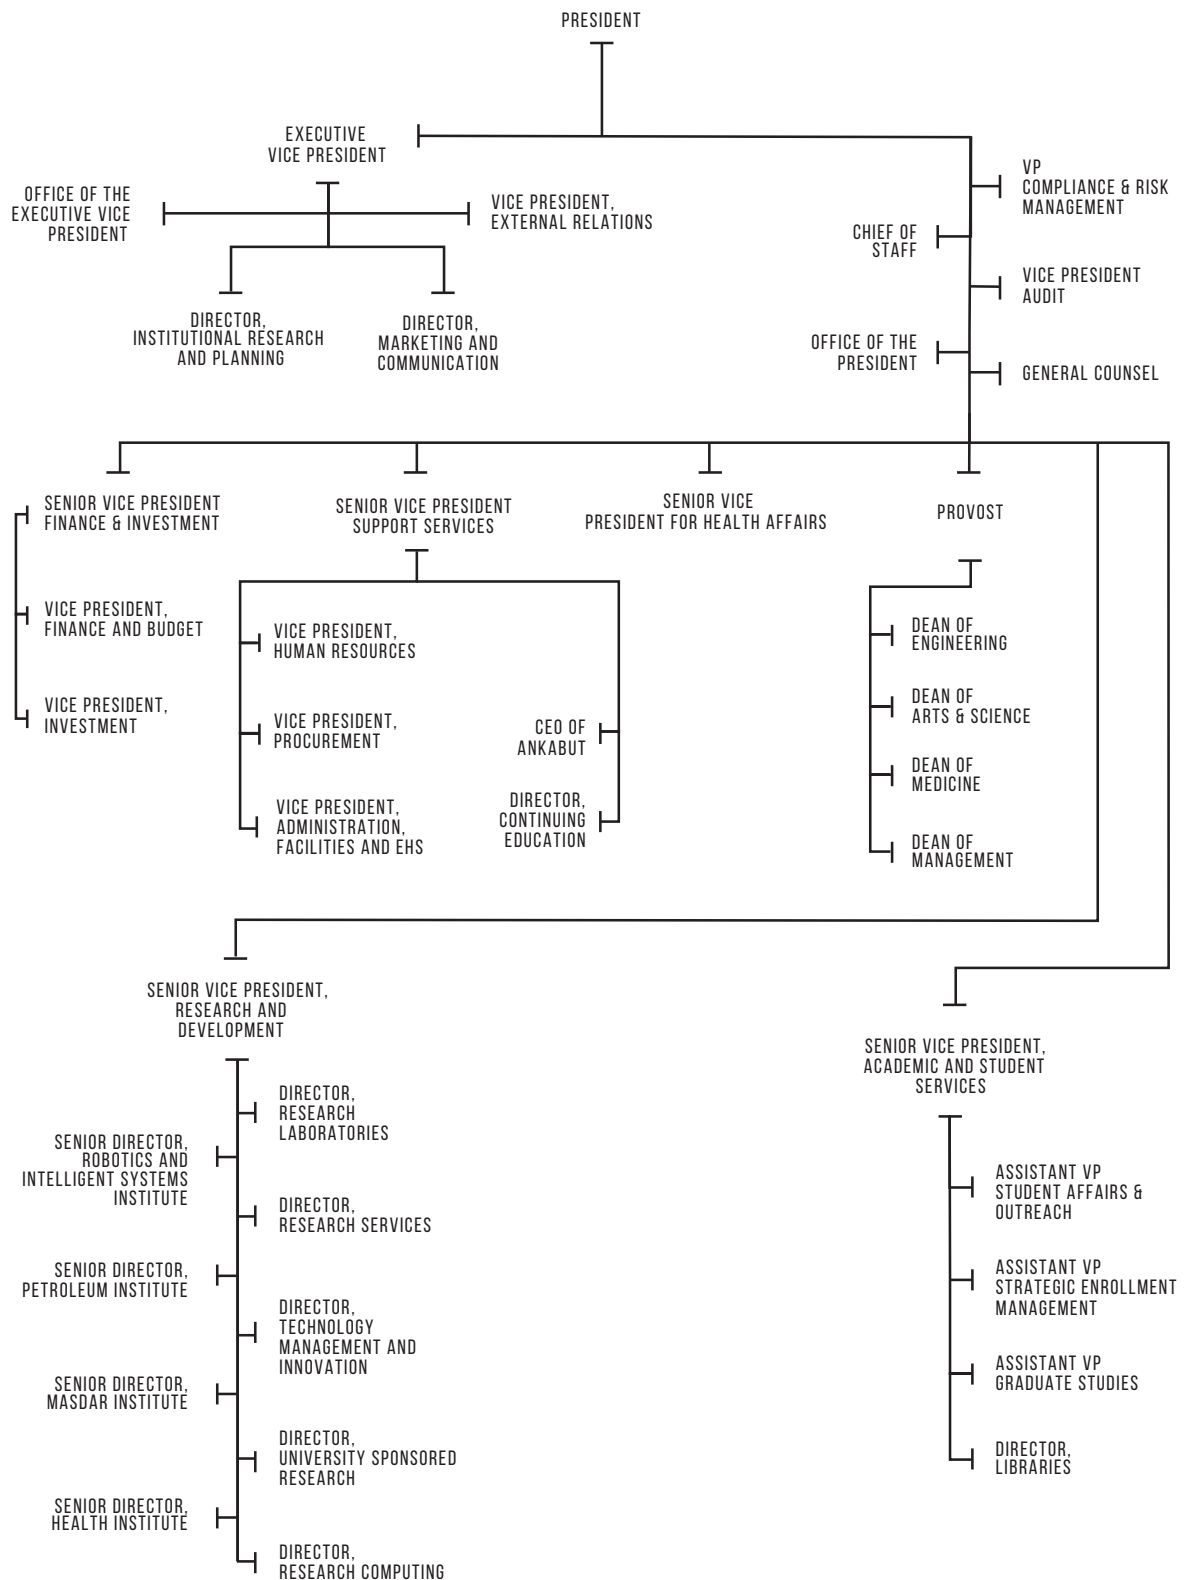 PRESIDENT
EXECUTIVE
VICE PRESIDENT
OFFICE OF THE
EXECUTIVE VICE
PRESIDENT
VICE PRESIDENT,
EXTERNAL RELATIONS
DIRECTOR,
INSTITUTIONAL RESEARCH
AND PLANNING
DIRECTOR,
MARKETING AND
COMMUNICATION
VP
COMPLIANCE & RISK
MANAGEMENT
CHIEF OF
STAFF
VICE PRESIDENT
AUDIT
OFFICE OF THE
PRESIDENT
GENERAL COUNSEL
SENIOR VICE PRESIDENT
FINANCE & INVESTMENT
VICE PRESIDENT,
FINANCE AND BUDGET
VICE PRESIDENT,
INVESTMENT
SENIOR VICE PRESIDENT
SUPPORT SERVICES
VICE PRESIDENT,
HUMAN RESOURCES
VICE PRESIDENT,
PROCUREMENT
VICE PRESIDENT,
ADMINISTRATION,
FACILITIES AND EHS
CEO OF
ANKABUT
DIRECTOR,
CONTINUING
EDUCATION
SENIOR VICE
PRESIDENT FOR HEALTH AFFAIRS
PROVOST
DEAN OF
ENGINEERING
DEAN OF
ARTS & SCIENCE
DEAN OF
MEDICINE
DEAN OF
MANAGEMENT
SENIOR VICE PRESIDENT,
RESEARCH AND
DEVELOPMENT
DIRECTOR,
RESEARCH
LABORATORIES
SENIOR DIRECTOR,
ROBOTICS AND
INTELLIGENT SYSTEMS
INSTITUTE
DIRECTOR,
RESEARCH SERVICES
SENIOR DIRECTOR,
PETROLEUM INSTITUTE
DIRECTOR,
TECHNOLOGY
MANAGEMENT AND
INNOVATION
SENIOR DIRECTOR,
MASDAR INSTITUTE
DIRECTOR,
UNIVERSITY SPONSORED
RESEARCH
SENIOR DIRECTOR,
HEALTH INSTITUTE
DIRECTOR,
RESEARCH COMPUTING
SENIOR VICE PRESIDENT,
ACADEMIC AND STUDENT
SERVICES
ASSISTANT VP
STUDENT AFFAIRS &
OUTREACH
ASSISTANT VP
STRATEGIC ENROLLMENT
MANAGEMENT
ASSISTANT VP
GRADUATE STUDIES
DIRECTOR,
LIBRARIES